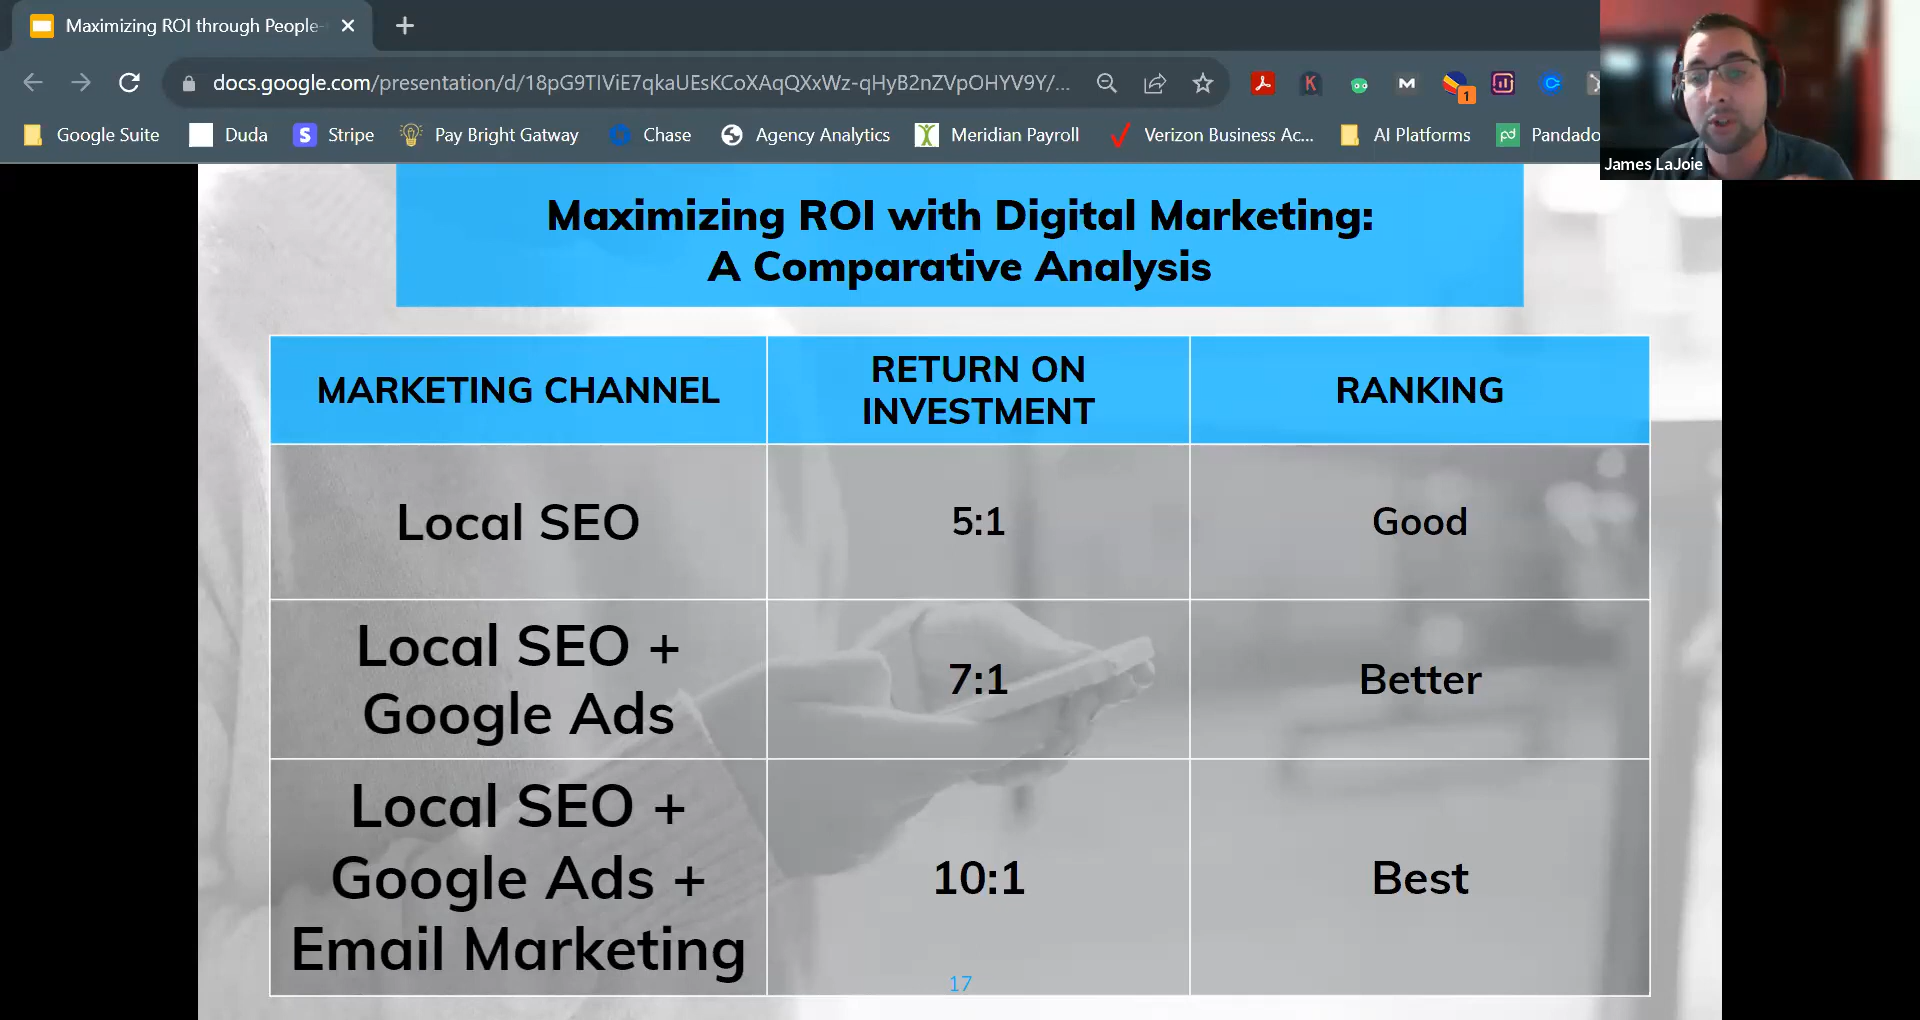 Maximizing ROI through People-
docs.google.com/presentation/d/18pG9TIViE7qkaUEsKCoXAqQXxWz-qHyB2nZVpOHYV9Y/...
K
M
1
Google Suite
S Stripe
Duda
Pay Bright Gatway
Chase
Agency Analytics
Meridian Payroll
Verizon Business Ac...
AI Platforms
pd Pandado
James LaJoie
Maximizing ROI with Digital Marketing:
A Comparative Analysis
MARKETING CHANNEL
RETURN ON
INVESTMENT
RANKING
Local SEO
5:1
Good
Local SEO +
Google Ads
7:1
Better
Local SEO +
Google Ads +
Email Marketing
10:1
Best
17